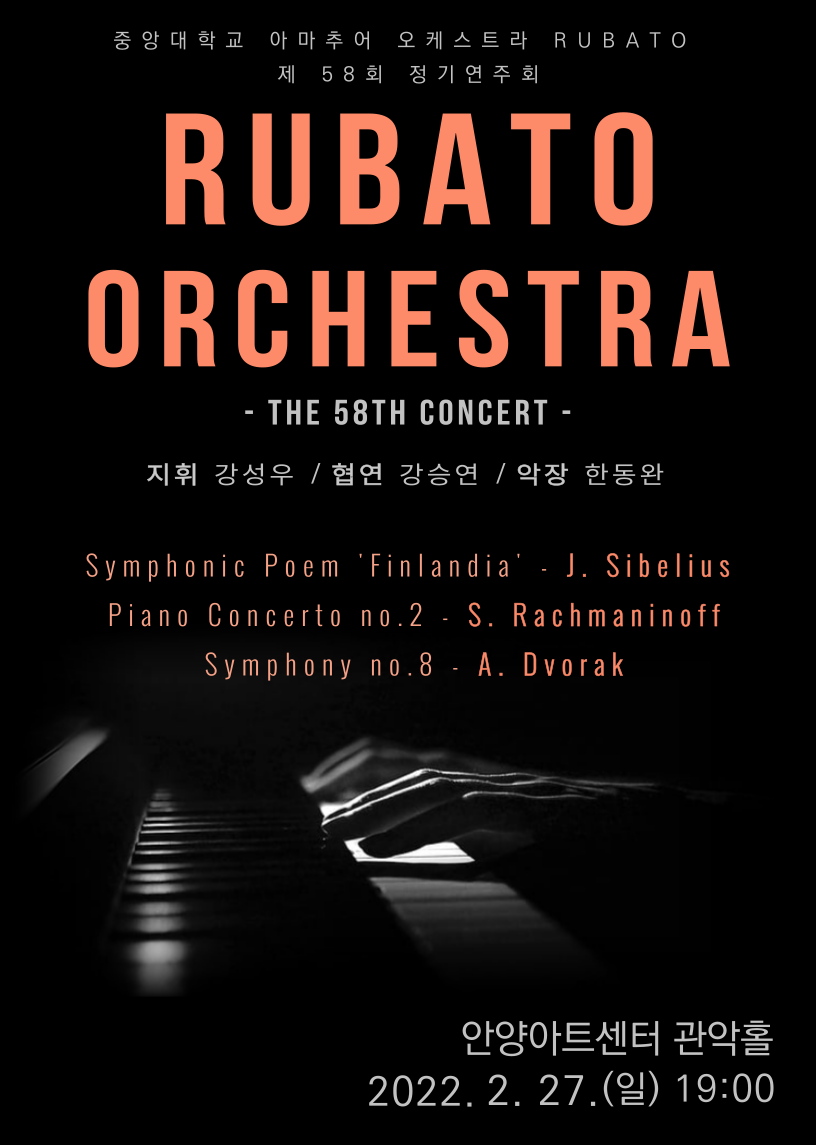 중앙대학교 아마추어 오케스트라 RUBATO
제 58회 정기연주회
RUBATO
ORCHESTRA
- THE 58TH CONCERT -
지휘 강성우 / 협연 강승연 / 악장 한동완
Symphonic Poem 'Finlandia' - J. Sibelius
Piano Concerto no.2 - S. Rachmaninoff
Symphony no.8 - A. Dvorak
안양아트센터 관악홀
2022. 2. 27.(일) 19:00